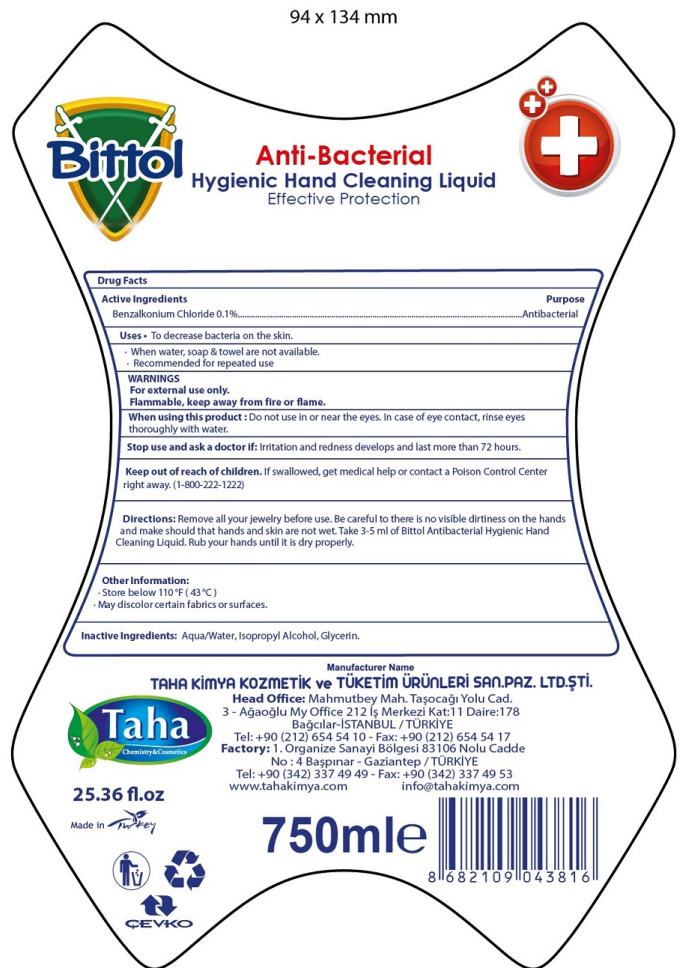 94 x 134 mm
Bittol
Anti-Bacterial
Hygienic Hand Cleaning Liquid
Effective Protection
Drug Facts
Active Ingredients Purpose
Benzalkonium Chloride 0.1%..........Antibacterial
Uses • To decrease bacteria on the skin.
· When water, soap & towel are not available.
· Recommended for repeated use
WARNINGS
For external use only.
Flammable, keep away from fire or flame.
When using this product : Do not use in or near the eyes. In case of eye contact, rinse eyes
thoroughly with water.
Stop use and ask a doctor if: Irritation and redness develops and last more than 72 hours.
Keep out of reach of children. If swallowed, get medical help or contact a Poison Control Center
right away. (1-800-222-1222)
Directions: Remove all your jewelry before use. Be careful to there is no visible dirtiness on the hands
and make should that hands and skin are not wet. Take 3-5 ml of Bittol Antibacterial Hygienic Hand
Cleaning Liquid. Rub your hands until it is dry properly.
Other Information:
· Store below 110 °F ( 43 °C )
· May discolor certain fabrics or surfaces.
Inactive Ingredients: Aqua/Water, Isopropyl Alcohol, Glycerin.
Manufacturer Name
TAHA KİMYA KOZMETİK ve TÜKETİM ÜRÜNLERİ SAN.PAZ. LTD.ŞTİ.
Head Office: Mahmutbey Mah. Taşocağı Yolu Cad.
3 - Ağaoğlu My Office 212 İş Merkezi Kat:11 Daire:178
Bağcılar-İSTANBUL / TÜRKİYE
Tel: +90 (212) 654 54 10 - Fax: +90 (212) 654 54 17
Factory: 1. Organize Sanayi Bölgesi 83106 Nolu Cadde
No : 4 Başpınar - Gaziantep / TÜRKİYE
Tel: +90 (342) 337 49 49 - Fax: +90 (342) 337 49 53
www.tahakimya.com info@tahakimya.com
Taha
Chemistry&Cosmetics
25.36 fl.oz
Made in Turkey
750ml e
8 682109 043816
ÇEVKO